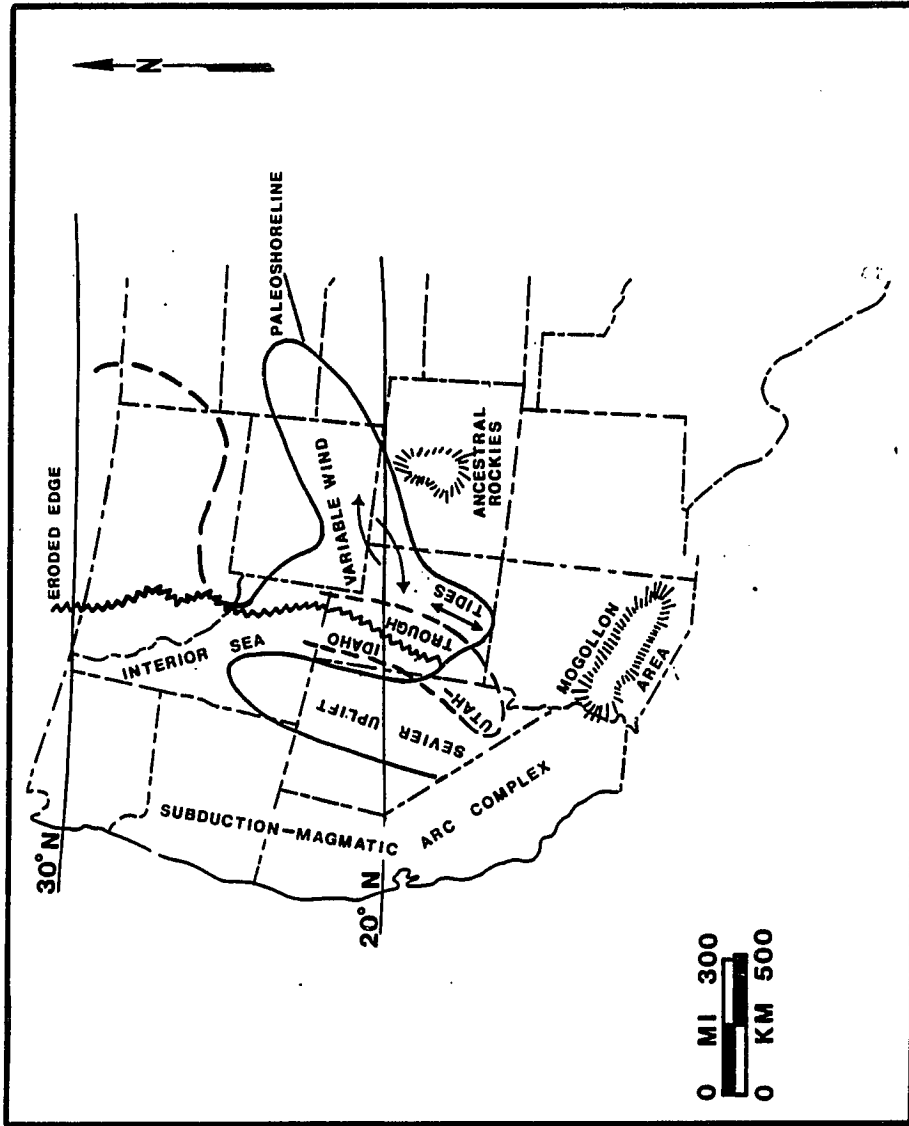 N
ERODED EDGE
30° N
INTERIOR SEA
PALEOSHORELINE
VARIABLE WIND
20° N
SUBDUCTION-MAGMATIC ARC COMPLEX
SEVIER UPLIFT
UTAH-
IDAHO
TROUGH
TIDES
ANCESTRAL
ROCKIES
MOGOLLON
AREA
0 MI 300
0 KM 500